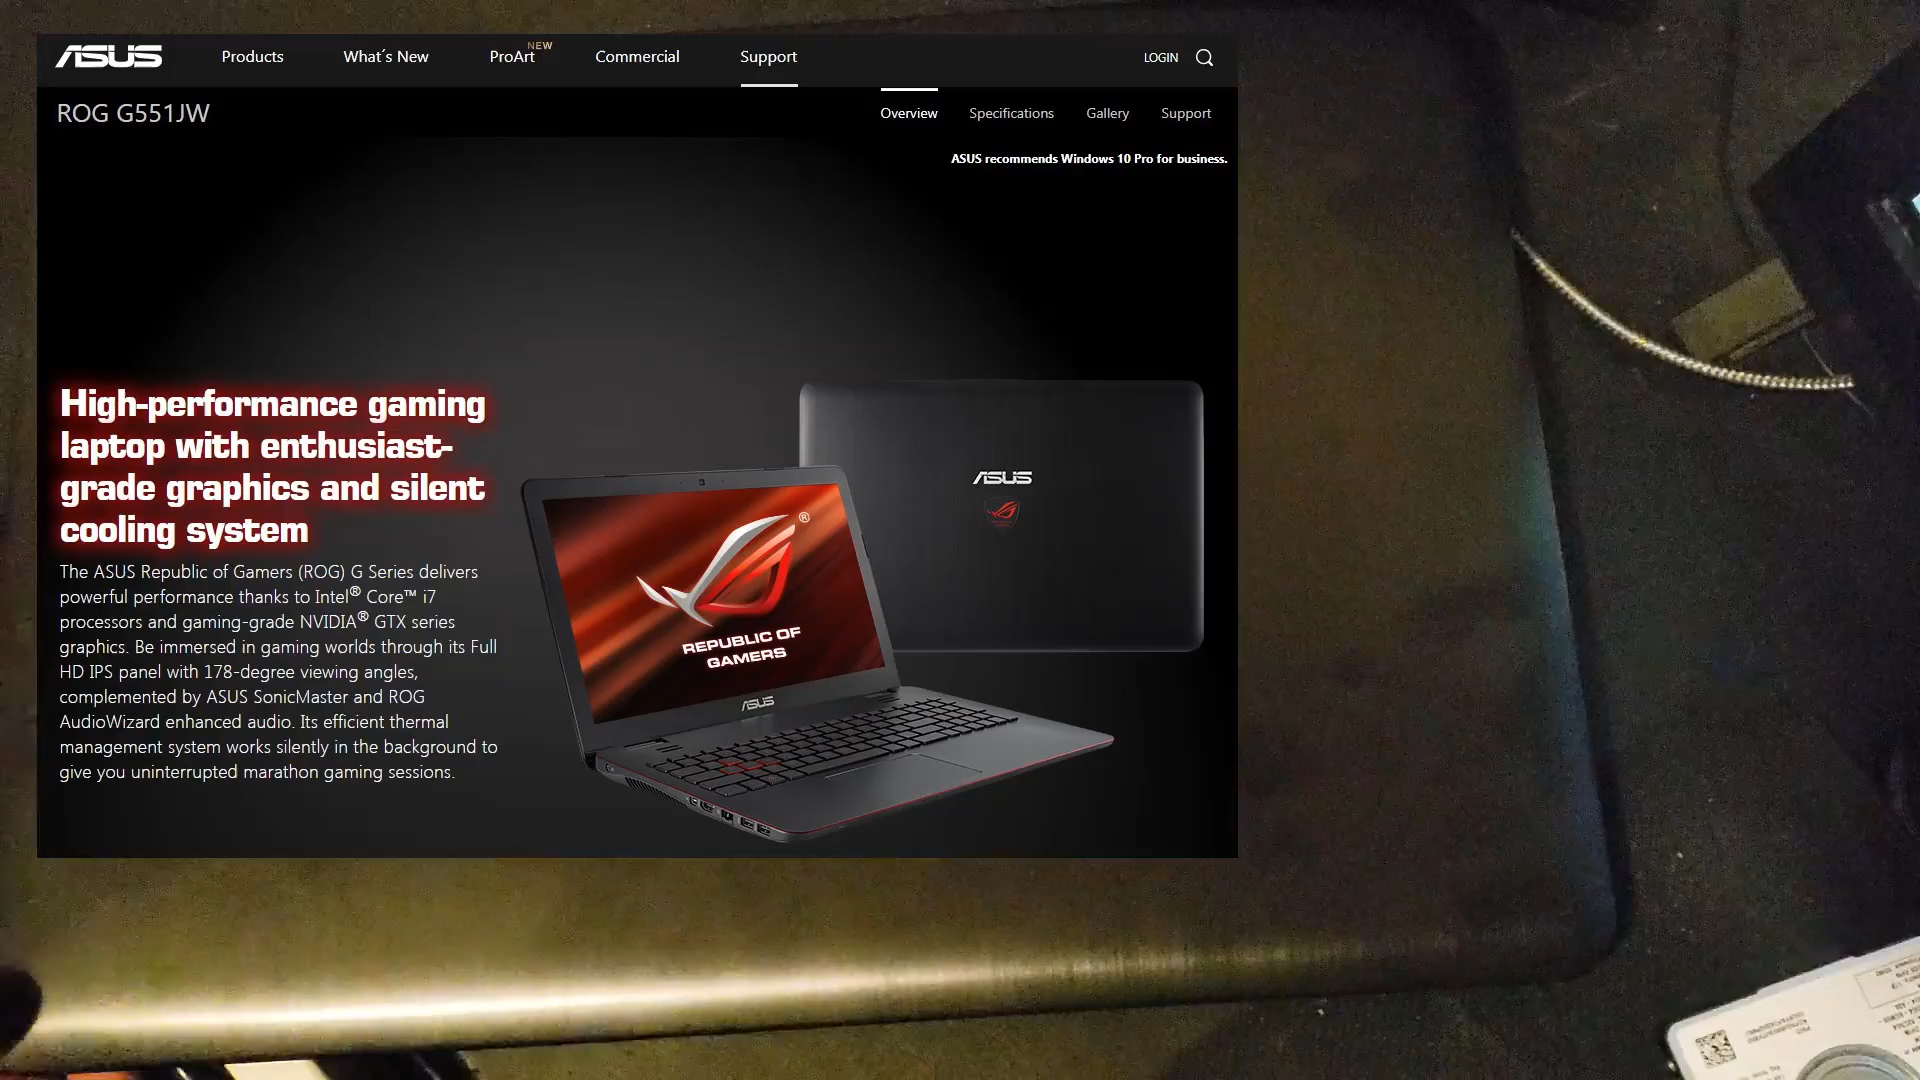 ASUS
Products
What´s New
ProArt
NEW
Commercial
Support
LOGIN
ROG G551JW
Overview
Specifications
Gallery
Support
ASUS recommends Windows 10 Pro for business.
High-performance gaming
laptop with enthusiast-
grade graphics and silent
cooling system
The ASUS Republic of Gamers (ROG) G Series delivers
powerful performance thanks to Intel® Core™ i7
processors and gaming-grade NVIDIA® GTX series
graphics. Be immersed in gaming worlds through its Full
HD IPS panel with 178-degree viewing angles,
complemented by ASUS SonicMaster and ROG
AudioWizard enhanced audio. Its efficient thermal
management system works silently in the background to
give you uninterrupted marathon gaming sessions.
ASUS
®
REPUBLIC OF
GAMERS
ASUS